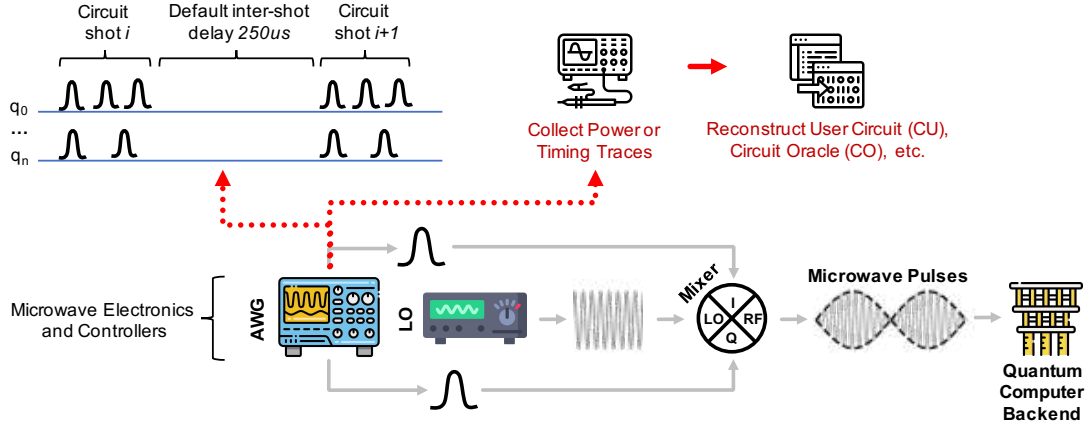 Circuit
shot i
Default inter-shot
delay 250us
Circuit
shot i+1
q0
...
qn
Collect Power or
Timing Traces
Reconstruct User Circuit (CU),
Circuit Oracle (CO), etc.
Microwave Electronics
and Controllers
AWG
LO
Mixer
I
LO
RF
Q
Microwave Pulses
Quantum
Computer
Backend